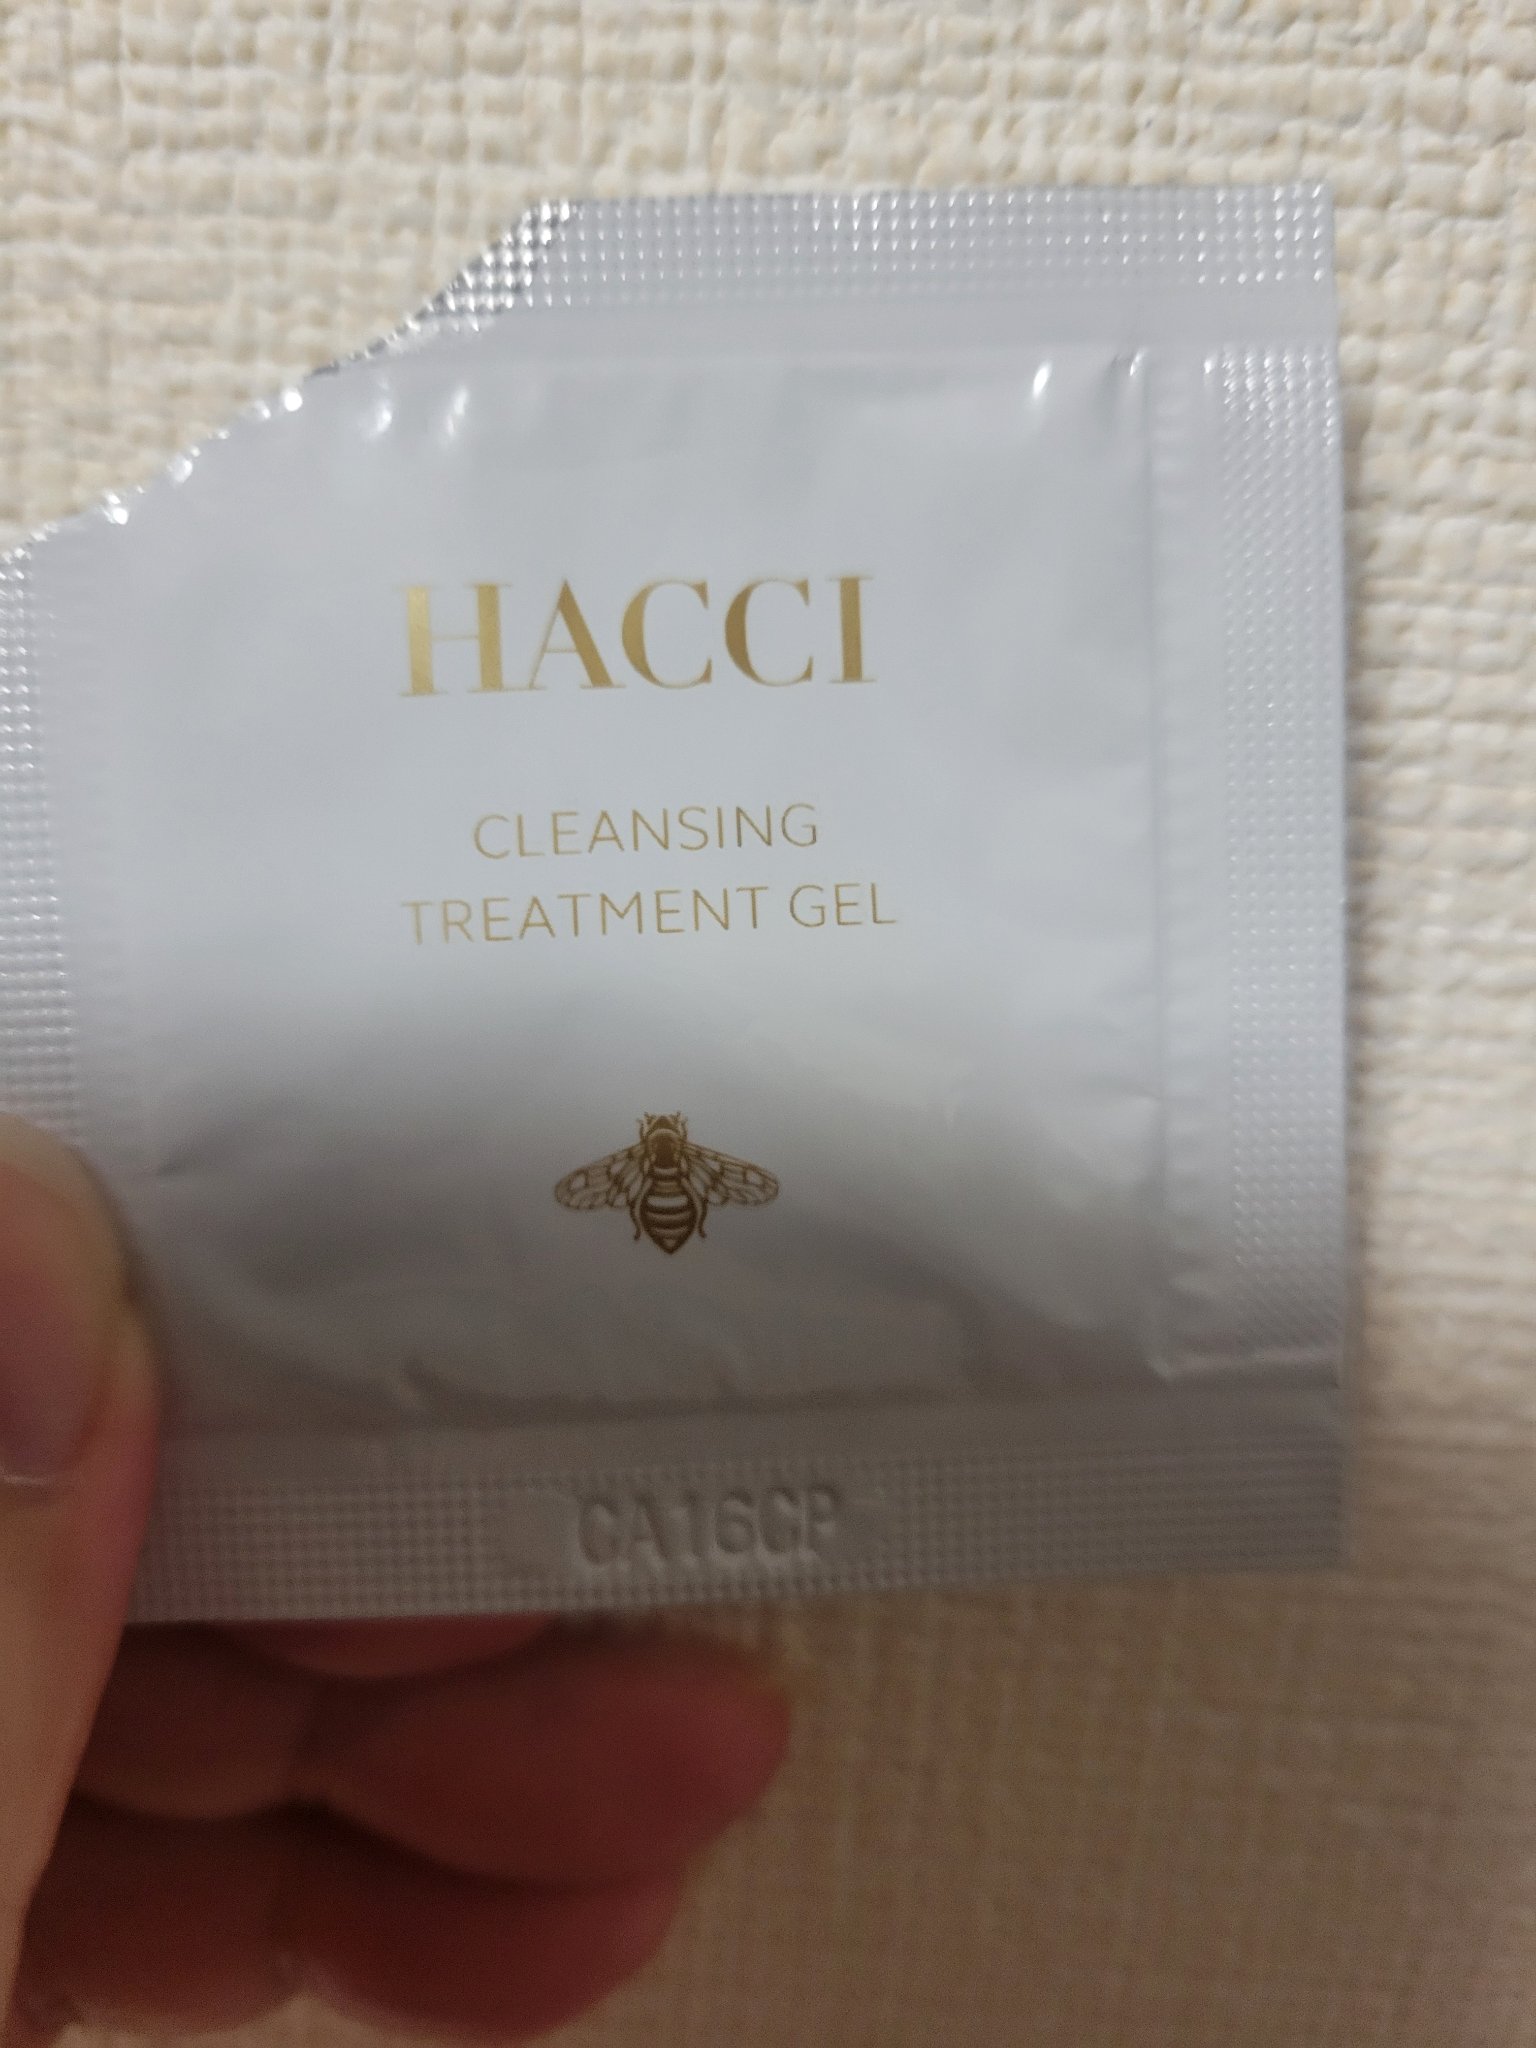 HACCI
CLEANSING
TREATMENT GEL
CA16CP